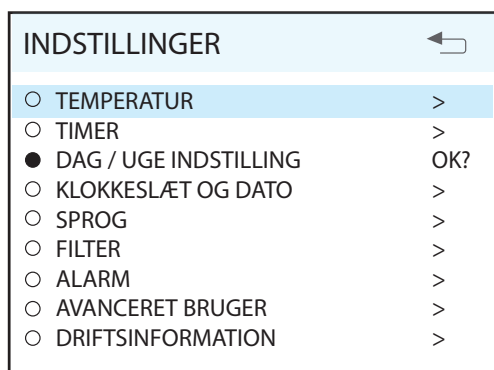 INDSTILLINGER
TEMPERATUR >
TIMER >
DAG / UGE INDSTILLING OK?
KLOKKESLÆT OG DATO >
SPROG >
FILTER >
ALARM >
AVANCERET BRUGER >
DRIFTSINFORMATION >